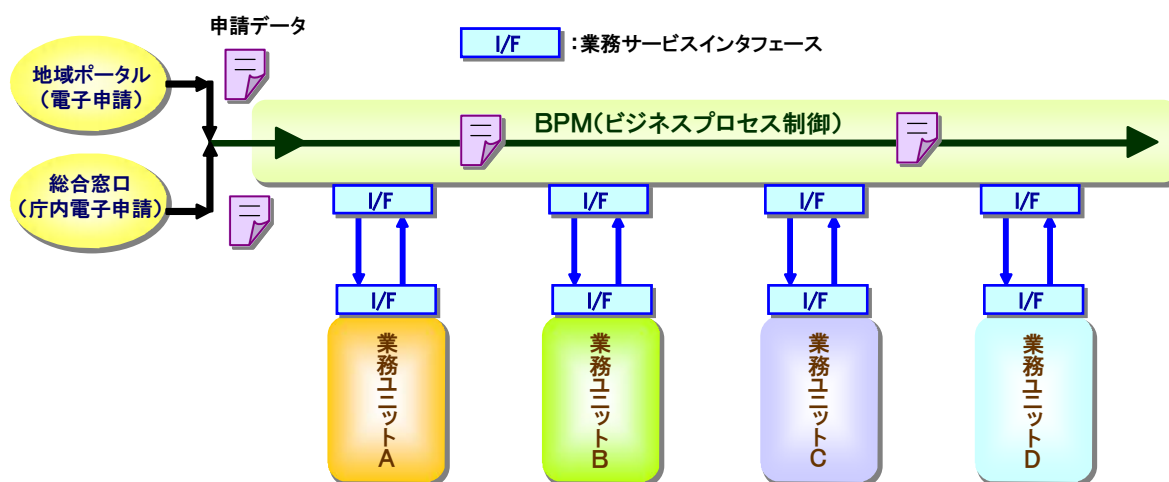 申請データ
I/F
:業務サービスインタフェース
地域ポータル
(電子申請)
BPM(ビジネスプロセス制御)
総合窓口
(庁内電子申請)
I/F
I/F
I/F
I/F
I/F
I/F
I/F
I/F
業務ユニットA
業務ユニットB
業務ユニットC
業務ユニットD